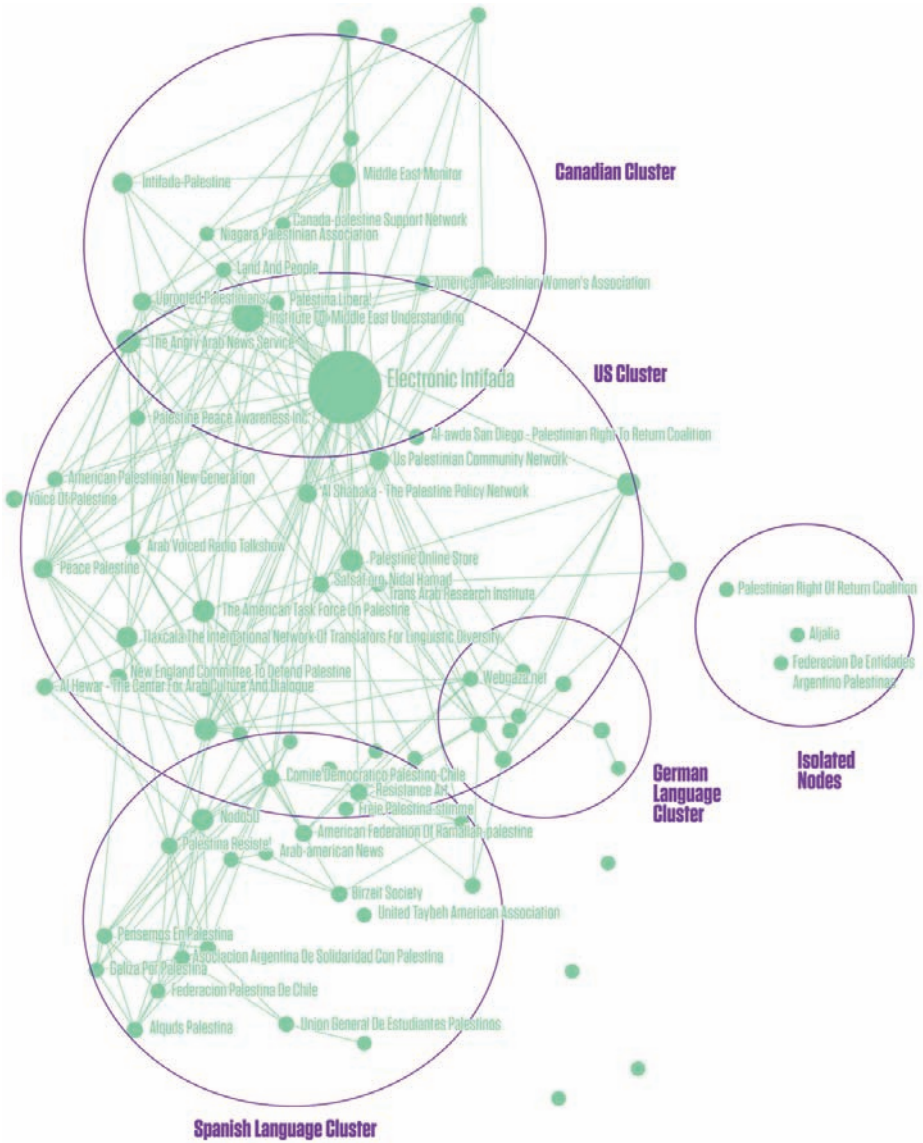 Canadian Cluster
Intifada-Palestine
Middle East Monitor
Canada-palestine Support Network
Niagara Palestinian Association
Land And People
American Palestinian Women's Association
Uprooted Palestinians
Palestina Libera!
Institute For Middle East Understanding
The Angry Arab News Service
US Cluster
Electronic Intifada
Palestine Peace Awareness Inc.
Al-awda San Diego - Palestinian Right To Return Coalition
Us Palestinian Community Network
American Palestinian New Generation
Al Shabaka - The Palestine Policy Network
Voice Of Palestine
Arab Voiced Radio Talkshow
Palestine Online Store
Peace Palestine
Safsaf.org, Nidal Hamad
Trans Arab Research Institute
Palestinian Right Of Return Coalition
The American Task Force On Palestine
Tlaxcala The International Network Of Translators For Linguistic Diversity
Aljalia
New England Committee To Defend Palestine
Webgaza.net
Federacion De Entidades
Argentino Palestinas
Al Hewar - The Center For Arab Culture And Dialogue
Isolated
Nodes
German
Language
Cluster
Comite Democratico Palestino-Chile
Resistance Art
Freie Palestina-stimme
Nodo50
American Federation Of Ramallah-palestine
Palestina Resiste!
Arab-american News
Birzeit Society
United Taybeh American Association
Pensemos En Palestina
Asociacion Argentina De Solidaridad Con Palestina
Galiza Por Palestina
Federacion Palestina De Chile
Alquds Palestina
Union General De Estudiantes Palestinos
Spanish Language Cluster